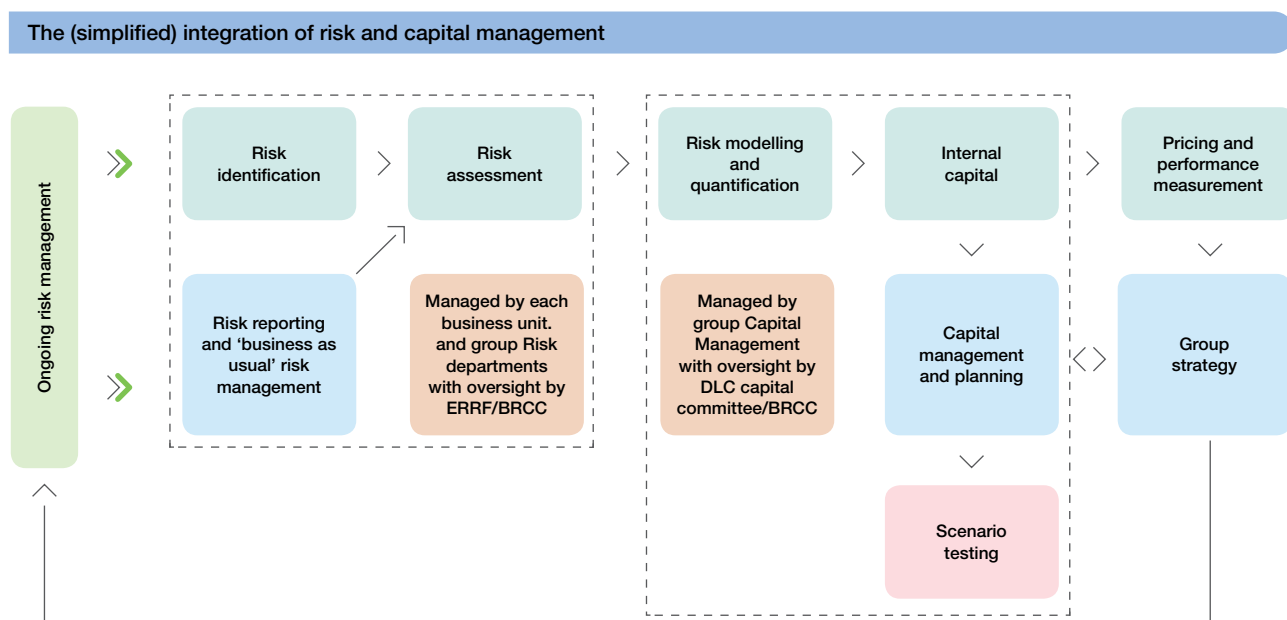 The (simplified) integration of risk and capital management
Ongoing risk management
Risk
identification
Risk
assessment
Risk modelling
and
quantification
Internal
capital
Pricing and
performance
measurement
Risk reporting
and ‘business as
usual’ risk
management
Managed by each
business unit.
and group Risk
departments
with oversight by
ERRF/BRCC
Managed by
group Capital
Management
with oversight by
DLC capital
committee/BRCC
Capital
management
and planning
Group
strategy
Scenario
testing